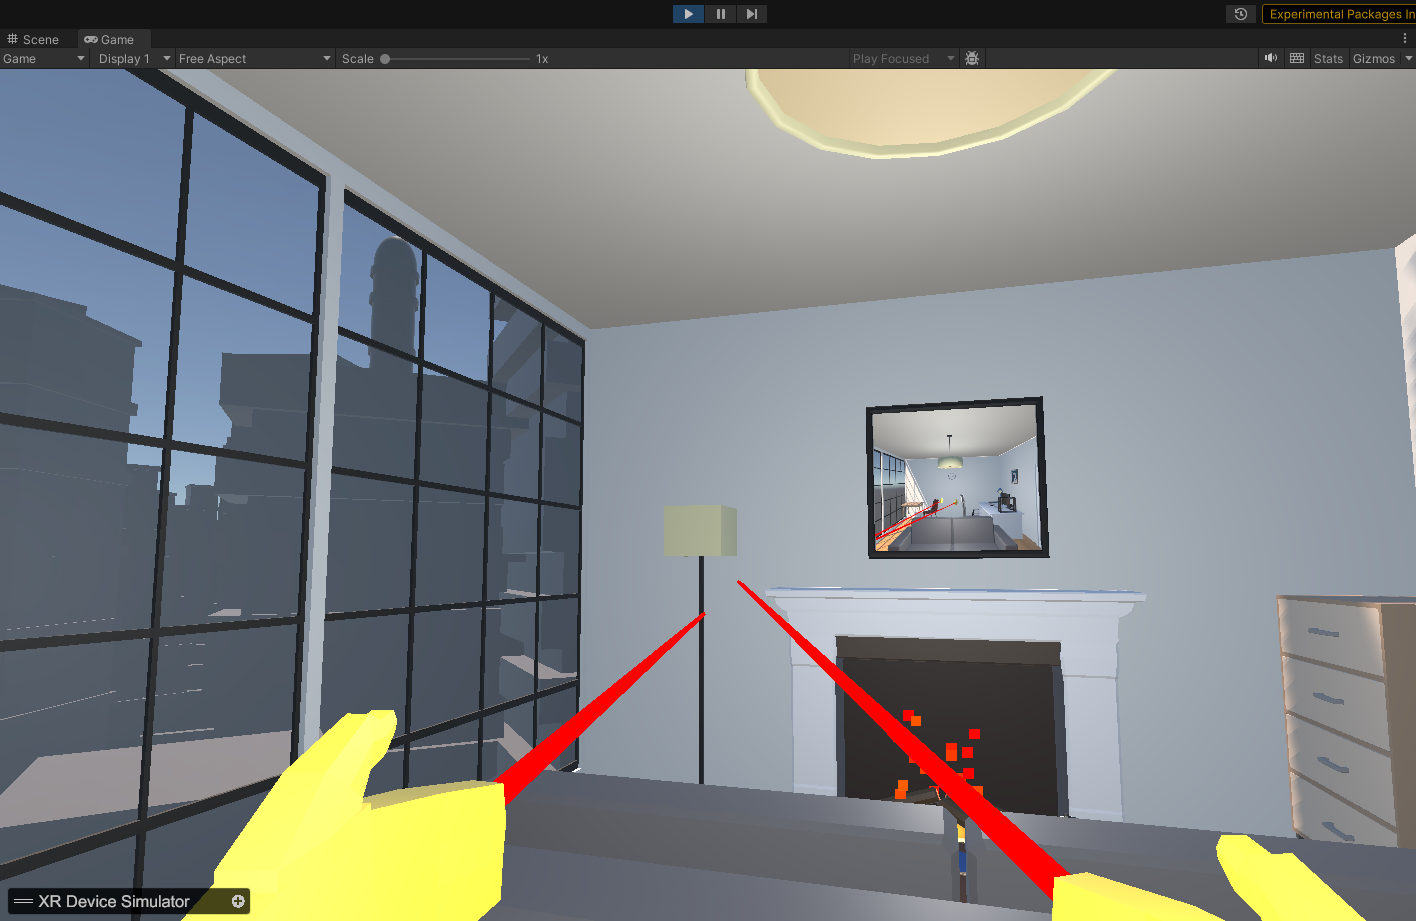 Experimental Packages In
Scene
Game
Game
Display 1
Free Aspect
Scale
1x
Play Focused
Stats
Gizmos
XR Device Simulator